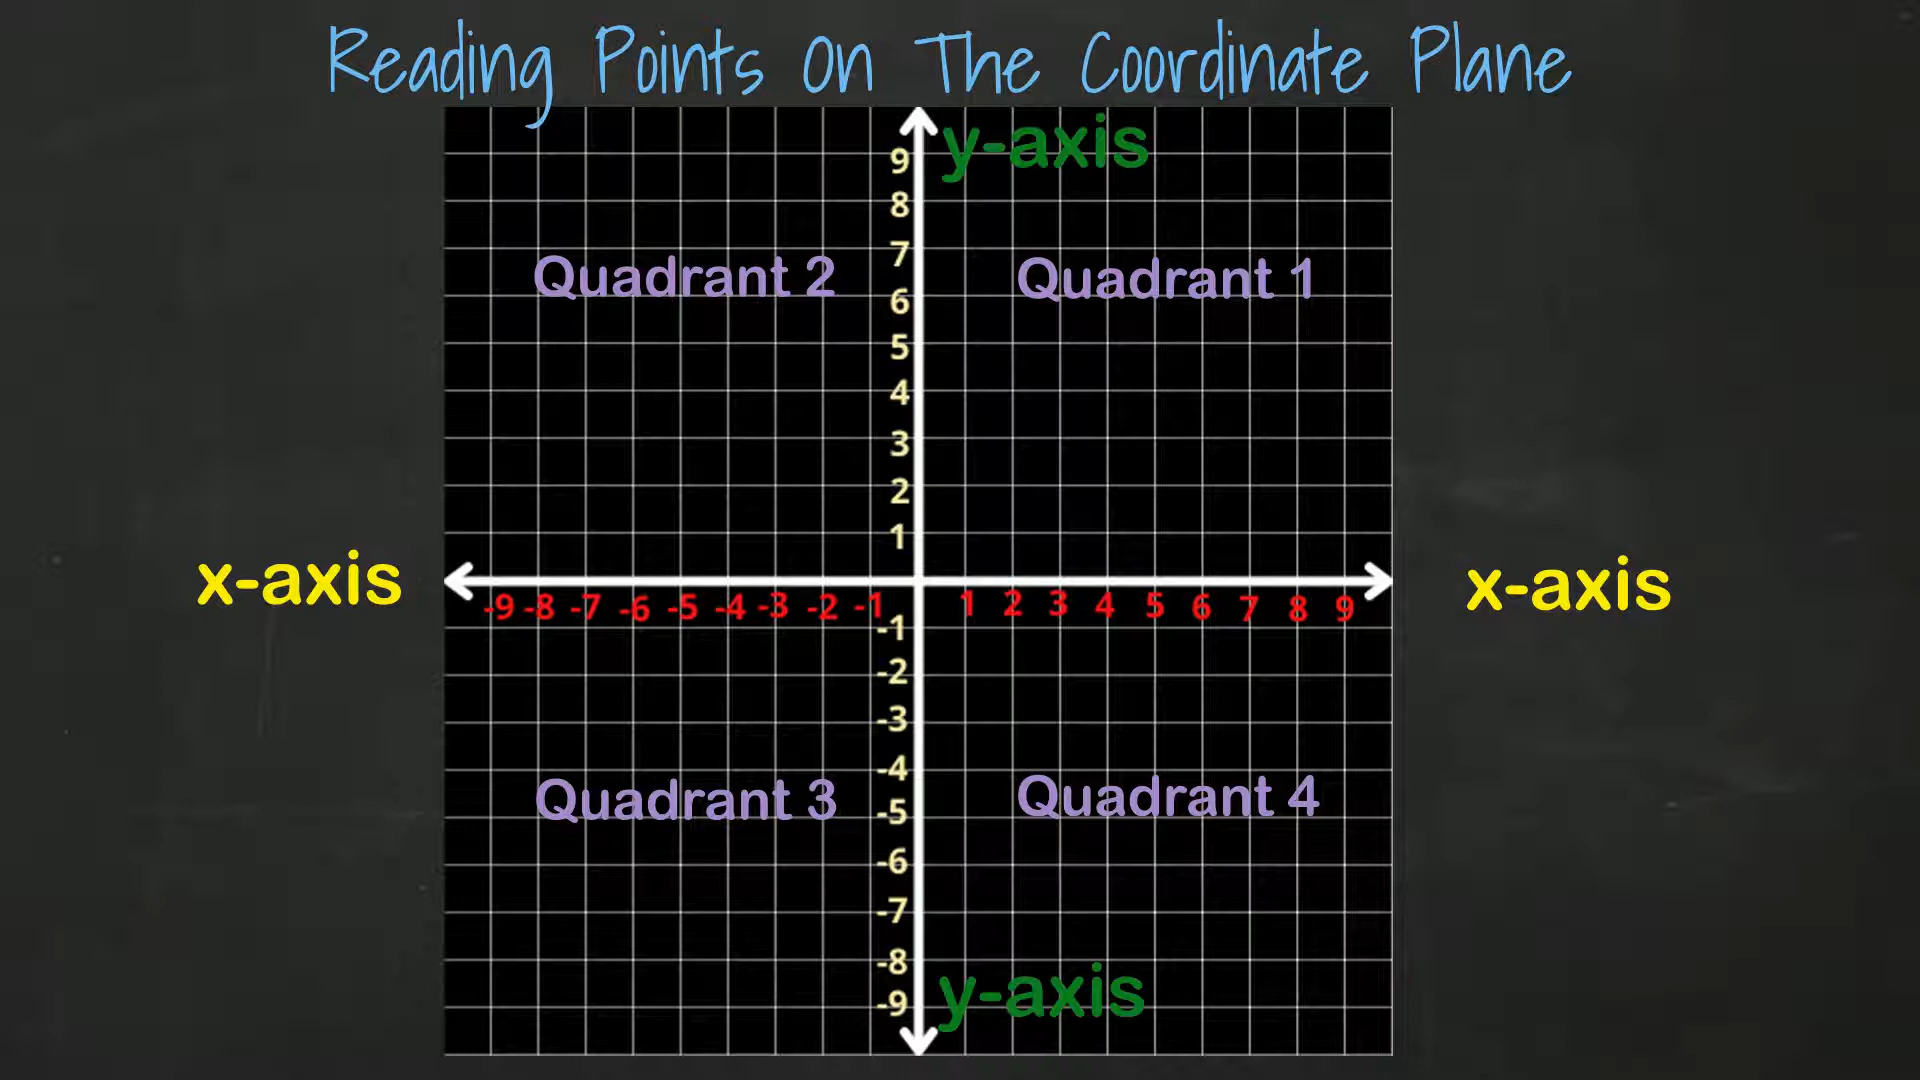 Reading Points On The Coordinate Plane
y-axis
9
8
7
Quadrant 2
Quadrant 1
6
5
4
3
2
1
x-axis
x-axis
-9 -8 -7 -6 -5 -4 -3 -2 -1 1 2 3 4 5 6 7 8 9
-1
-2
-3
-4
Quadrant 3
Quadrant 4
-5
-6
-7
-8
y-axis
-9